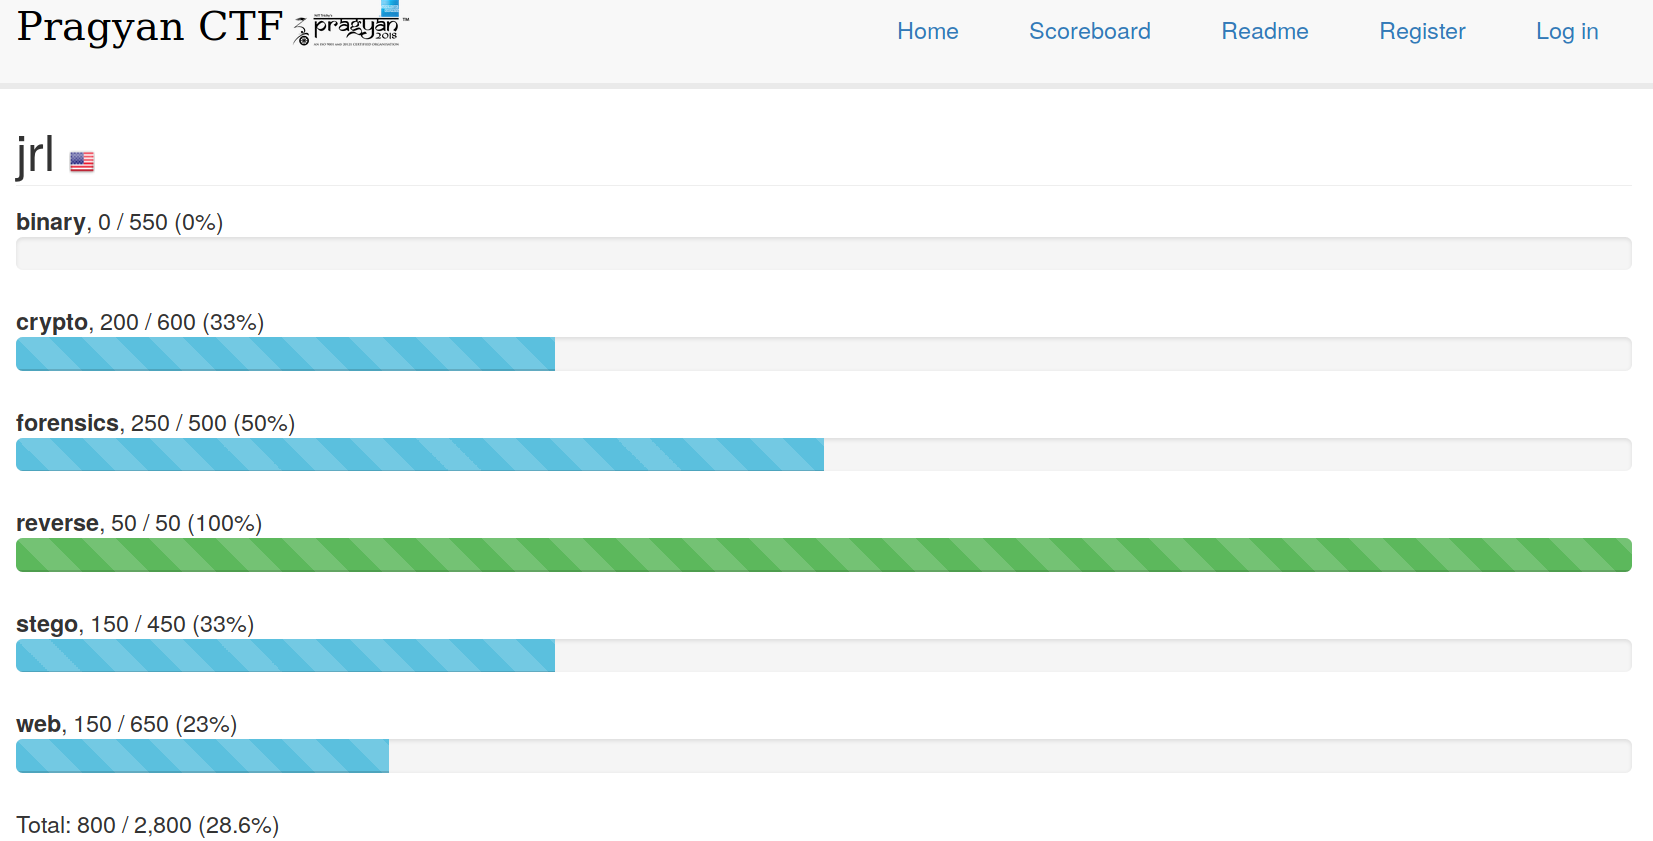 Pragyan CTF pragyan 2018 ™
Home Scoreboard Readme Register Log in
jrl
binary, 0 / 550 (0%)
crypto, 200 / 600 (33%)
forensics, 250 / 500 (50%)
reverse, 50 / 50 (100%)
stego, 150 / 450 (33%)
web, 150 / 650 (23%)
Total: 800 / 2,800 (28.6%)